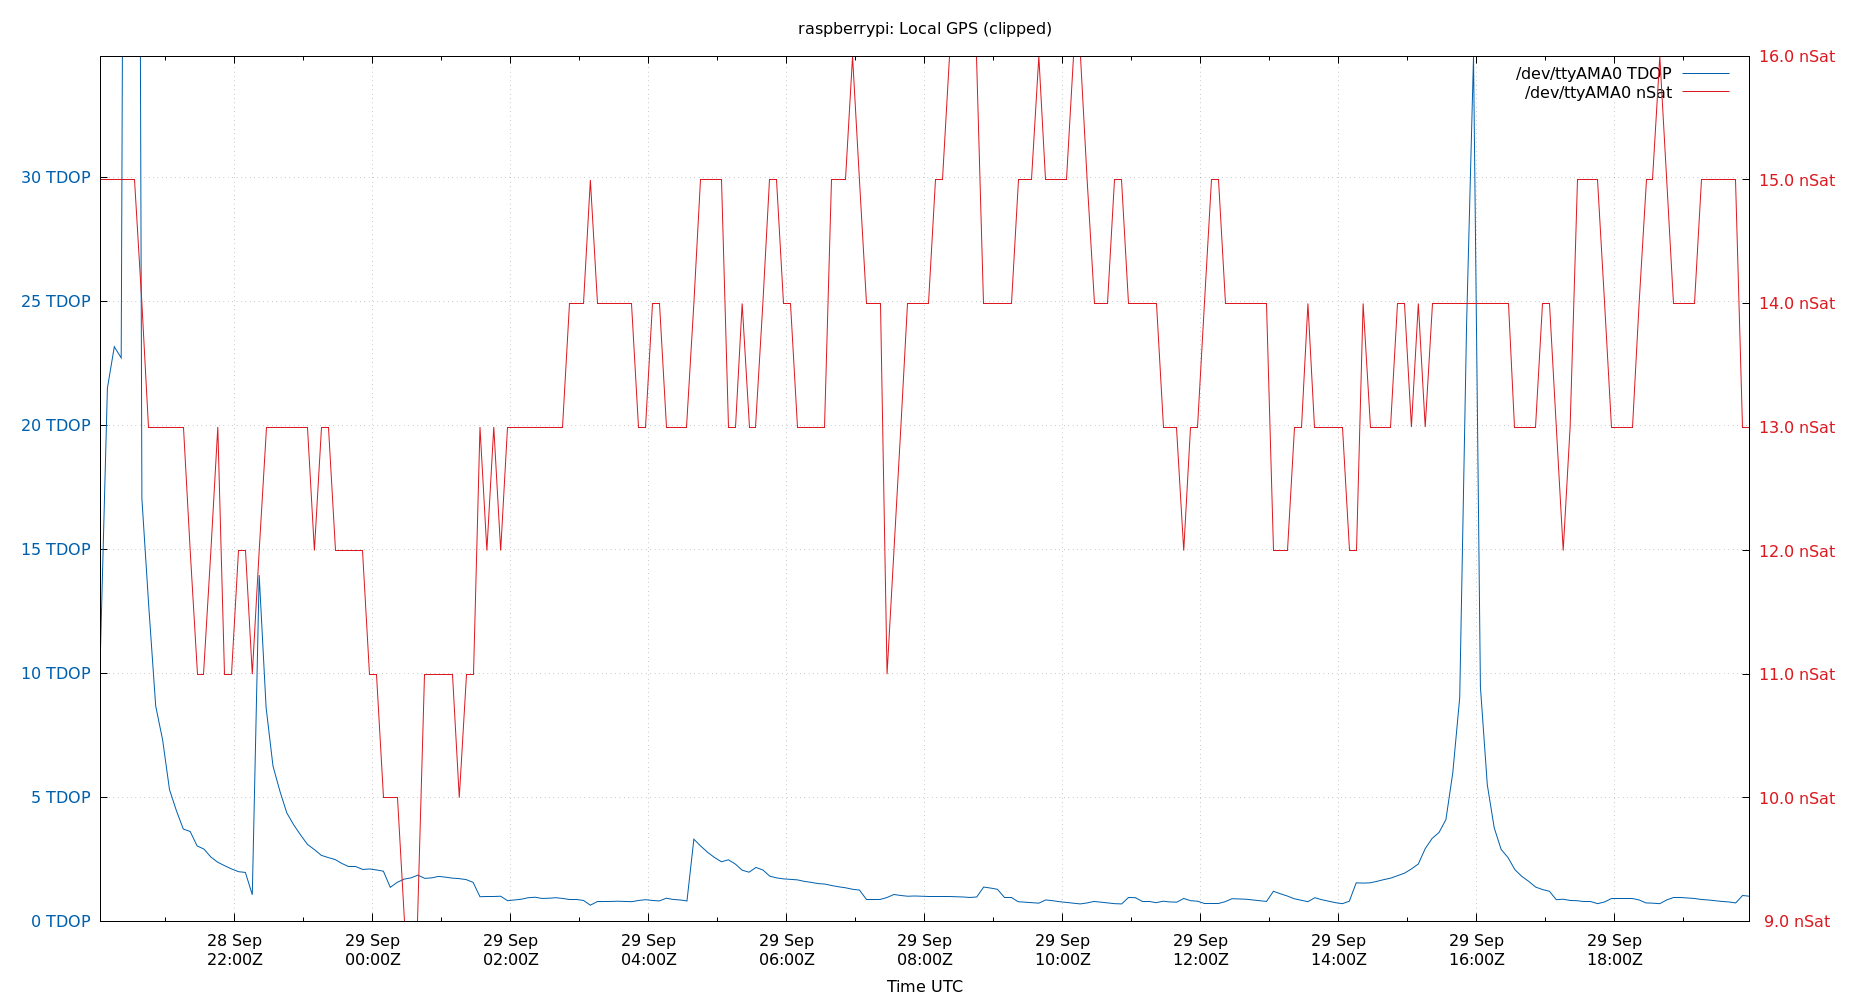 raspberrypi: Local GPS (clipped)
16.0 nSat
/dev/ttyAMA0 TDOP
/dev/ttyAMA0 nSat
30 TDOP
15.0 nSat
25 TDOP
14.0 nSat
20 TDOP
13.0 nSat
15 TDOP
12.0 nSat
10 TDOP
11.0 nSat
5 TDOP
10.0 nSat
0 TDOP
9.0 nSat
28 Sep 29 Sep 29 Sep 29 Sep 29 Sep 29 Sep 29 Sep 29 Sep 29 Sep 29 Sep 29 Sep
22:00Z 00:00Z 02:00Z 04:00Z 06:00Z 08:00Z 10:00Z 12:00Z 14:00Z 16:00Z 18:00Z
Time UTC